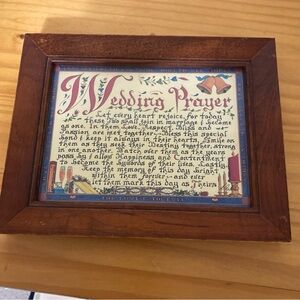 Wedding Prayer
Let every heart rejoice, for today
these two shall join in marriage & become
as one. In them Love, Respect, Bliss and
Passion are met together~Bless this special
bond & keep it always in their hearts. Shine on
them as they seek their Destiny together, strong
in one another. Watch over them as the years
pass by & allow Happiness and Contentment
to become the bywords of their lives. Lastly
Keep the memory of this day Bright
within them forever~and ever
let them mark this day as Theirs